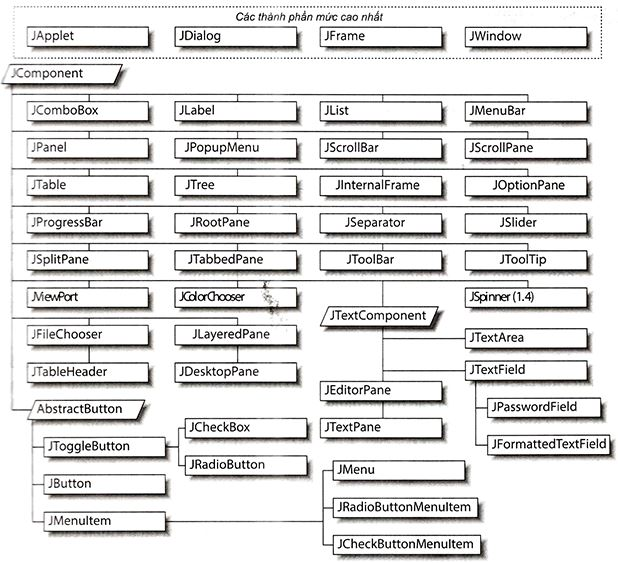 Các thành phần mức cao nhất
JApplet
JDialog
JFrame
JWindow
JComponent
JComboBox
JLabel
JList
JMenuBar
JPanel
JPopupMenu
JScrollBar
JScrollPane
JTable
JTree
JInternalFrame
JOptionPane
JProgressBar
JRootPane
JSeparator
JSlider
JSplitPane
JTabbedPane
JToolBar
JToolTip
JViewPort
JColorChooser
JSpinner (1.4)
JTextComponent
JFileChooser
JLayeredPane
JTextArea
JTableHeader
JDesktopPane
JTextField
JEditorPane
JPasswordField
AbstractButton
JTextPane
JFormattedTextField
JToggleButton
JCheckBox
JRadioButton
JButton
JMenu
JMenuItem
JRadioButtonMenuItem
JCheckButtonMenuItem